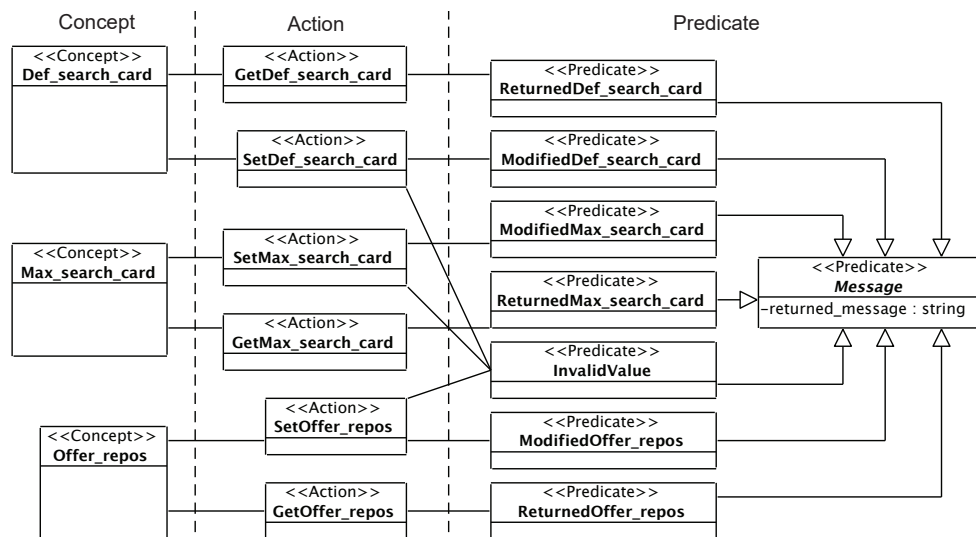 Concept
Action
Predicate
<<Concept>>
Def_search_card
<<Action>>
GetDef_search_card
<<Predicate>>
ReturnedDef_search_card
<<Action>>
SetDef_search_card
<<Predicate>>
ModifiedDef_search_card
<<Concept>>
Max_search_card
<<Action>>
SetMax_search_card
<<Predicate>>
ModifiedMax_search_card
<<Predicate>>
Message
-returned_message : string
<<Predicate>>
ReturnedMax_search_card
<<Action>>
GetMax_search_card
<<Predicate>>
InvalidValue
<<Concept>>
Offer_repos
<<Action>>
SetOffer_repos
<<Predicate>>
ModifiedOffer_repos
<<Action>>
GetOffer_repos
<<Predicate>>
ReturnedOffer_repos